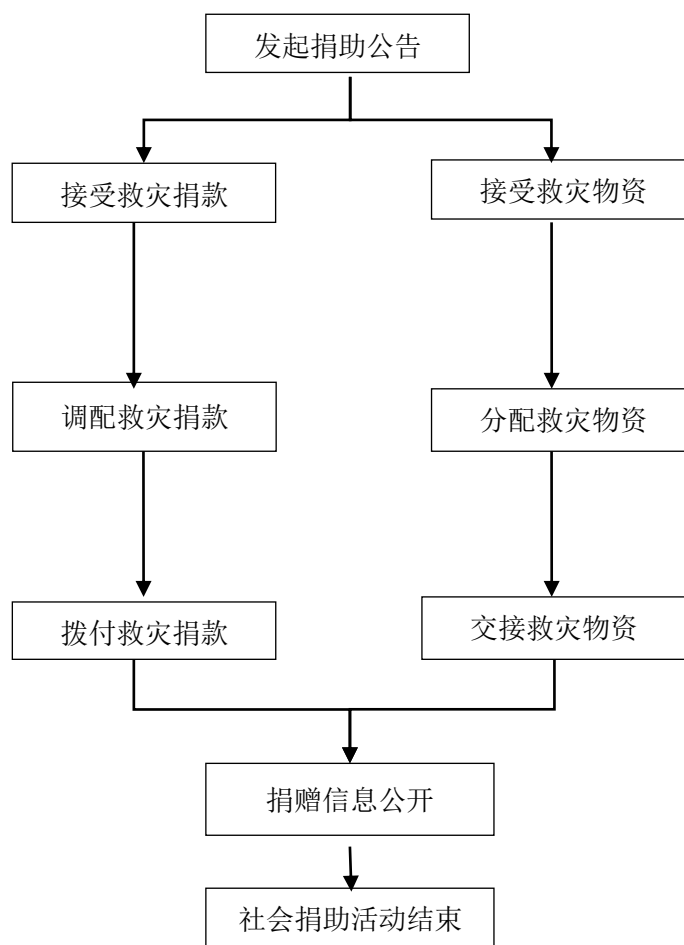 发起捐助公告
接受救灾捐款
接受救灾物资
调配救灾捐款
分配救灾物资
拨付救灾捐款
交接救灾物资
捐赠信息公开
社会捐助活动结束